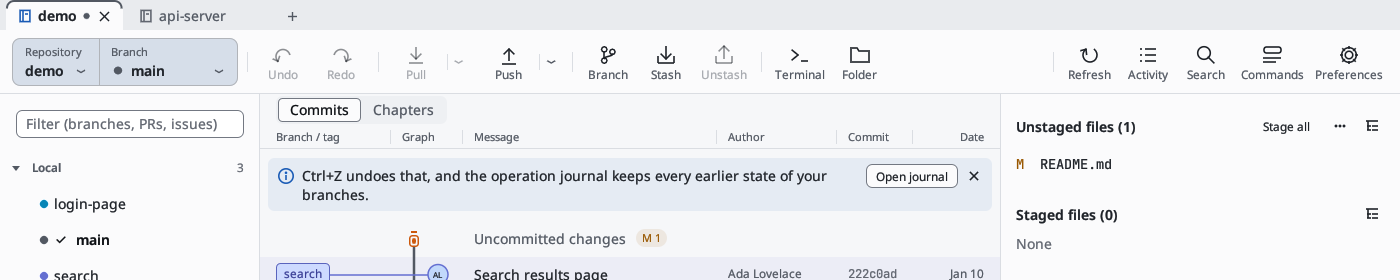 demo
api-server
Repository
demo
Branch
main
Undo
Redo
Pull
Push
Branch
Stash
Unstash
Terminal
Folder
Refresh
Activity
Search
Commands
Preferences
Filter (branches, PRs, issues)
Local 3
login-page
main
search
Commits
Chapters
Branch / tag
Graph
Message
Author
Commit
Date
Ctrl+Z undoes that, and the operation journal keeps every earlier state of your
branches.
Open journal
Uncommitted changes M 1
search AL Search results page Ada Lovelace 222c0ad Jan 10
Unstaged files (1)
Stage all
M README.md
Staged files (0)
None